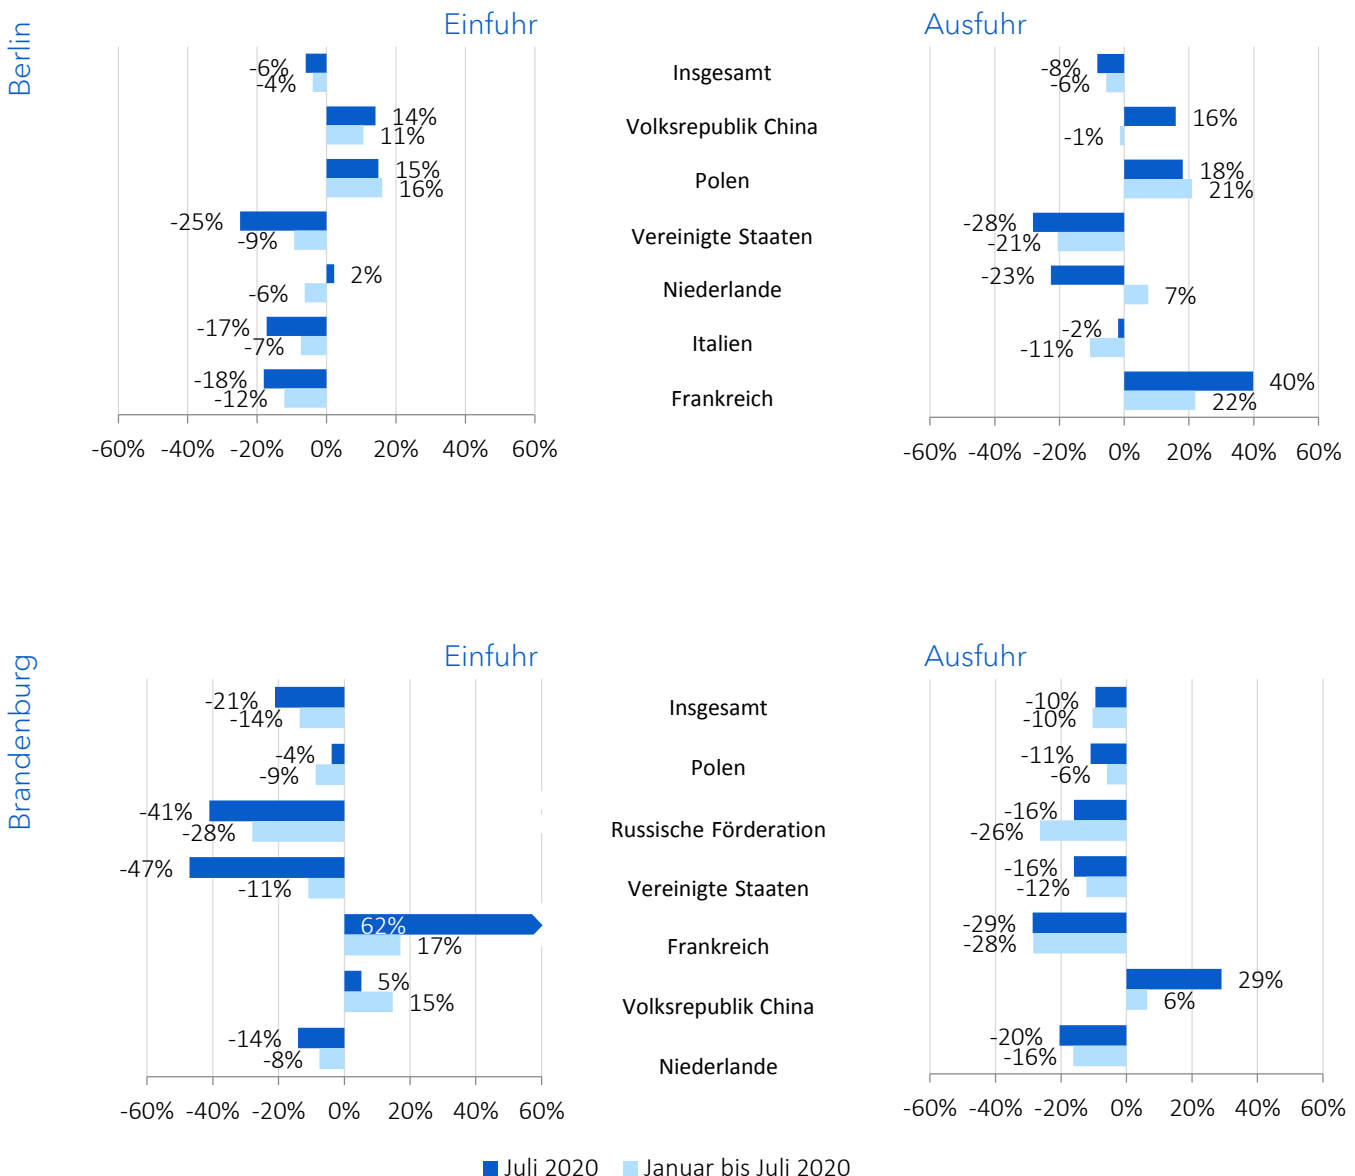 Berlin
Einfuhr
Ausfuhr
-6%
-4%
Insgesamt
-8%
-6%
14%
11%
Volksrepublik China
16%
-1%
15%
16%
Polen
18%
21%
-25%
-9%
Vereinigte Staaten
-28%
-21%
2%
-6%
Niederlande
-23%
7%
-17%
-7%
Italien
-2%
-11%
-18%
-12%
Frankreich
40%
22%
-60% -40% -20% 0% 20% 40% 60%
-60% -40% -20% 0% 20% 40% 60%
Brandenburg
Einfuhr
Ausfuhr
-21%
-14%
Insgesamt
-10%
-10%
-4%
-9%
Polen
-11%
-6%
-41%
-28%
Russische Förderation
-16%
-26%
-47%
-11%
Vereinigte Staaten
-16%
-12%
62%
17%
Frankreich
-29%
-28%
5%
15%
Volksrepublik China
29%
6%
-14%
-8%
Niederlande
-20%
-16%
-60% -40% -20% 0% 20% 40% 60%
-60% -40% -20% 0% 20% 40% 60%
Juli 2020 Januar bis Juli 2020